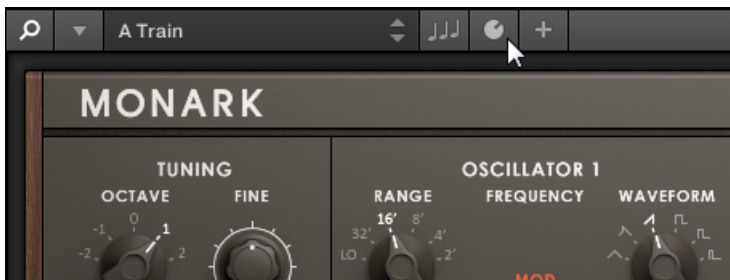 A Train
MONARK
TUNING
OSCILLATOR 1
OCTAVE
FINE
RANGE
FREQUENCY
WAVEFORM
-2 -1 0 1 2
LO 32' 16' 8' 4' 2'
MOD